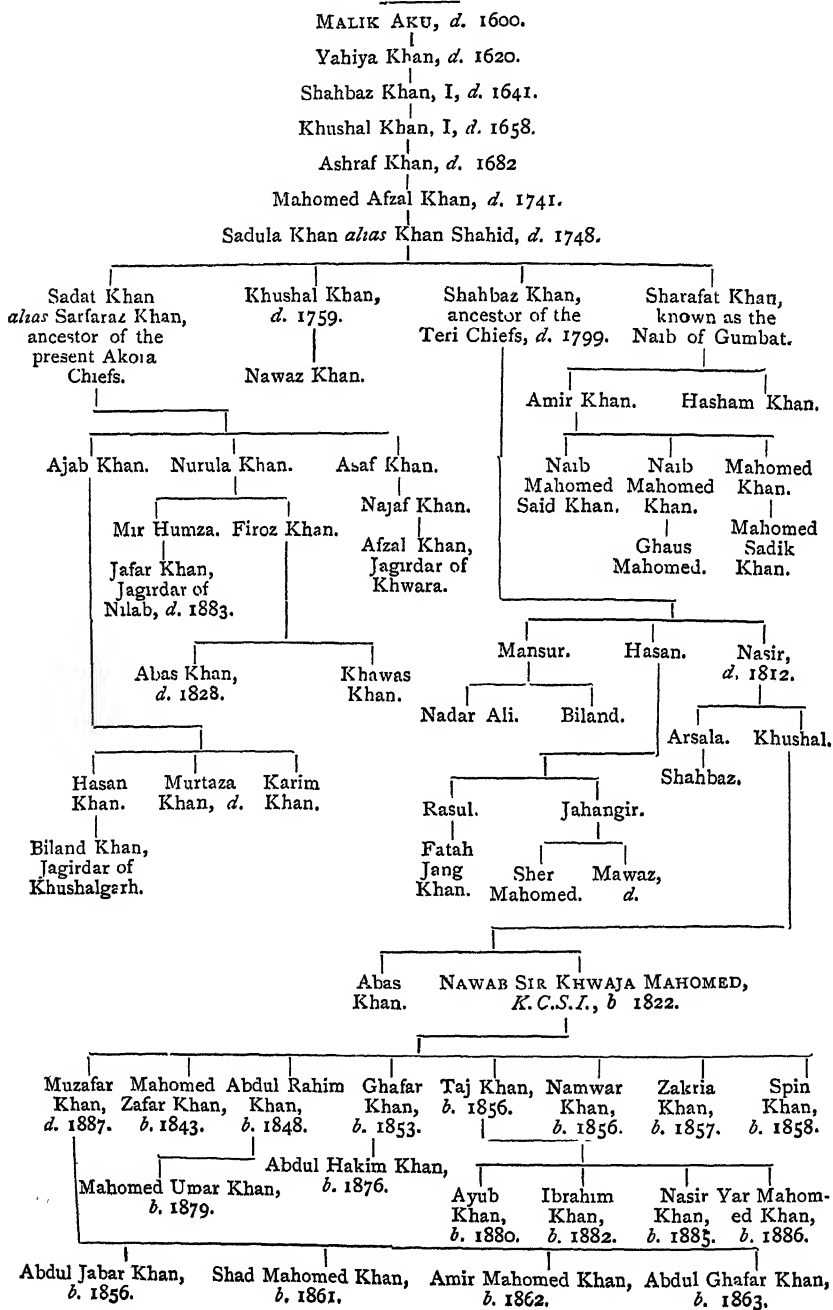 MALIK AKU, d. 1600.
Yahiya Khan, d. 1620.
Shahbaz Khan, I, d. 1641.
Khushal Khan, I, d. 1658.
Ashraf Khan, d. 1682
Mahomed Afzal Khan, d. 1741.
Sadula Khan alias Khan Shahid, d. 1748.
Sadat Khan
alias Sarfaraz Khan,
ancestor of the
present Akora
Chiefs.
Khushal Khan,
d. 1759.
Nawaz Khan.
Shahbaz Khan,
ancestor of the
Teri Chiefs, d. 1799.
Sharafat Khan,
known as the
Naib of Gumbat.
Amir Khan.
Hasham Khan.
Ajab Khan.
Nurula Khan.
Asaf Khan.
Naib
Mahomed
Said Khan.
Naib
Mahomed
Khan.
Mahomed
Khan.
Najaf Khan.
Mir Humza.
Firoz Khan.
Afzal Khan,
Jagirdar of
Khwara.
Ghaus
Mahomed.
Mahomed
Sadik
Khan.
Jafar Khan,
Jagirdar of
Nilab, d. 1883.
Mansur.
Hasan.
Nasir,
d. 1812.
Abas Khan,
d. 1828.
Khawas
Khan.
Nadar Ali.
Biland.
Arsala.
Khushal.
Shahbaz.
Hasan
Khan.
Murtaza
Khan, d.
Karim
Khan.
Rasul.
Jahangir.
Biland Khan,
Jagirdar of
Khushalgarh.
Fatah
Jang
Khan.
Sher
Mahomed.
Mawaz,
d.
Abas
Khan.
NAWAB SIR KHWAJA MAHOMED,
K.C.S.I., b 1822.
Muzafar
Khan,
d. 1887.
Mahomed
Zafar Khan,
b. 1843.
Abdul Rahim
Khan,
b. 1848.
Ghafar
Khan,
b. 1853.
Taj Khan,
b. 1856.
Namwar
Khan,
b. 1856.
Zakria
Khan,
b. 1857.
Spin
Khan,
b. 1858.
Mahomed Umar Khan,
b. 1879.
Abdul Hakim Khan,
b. 1876.
Ayub
Khan,
b. 1880.
Ibrahim
Khan,
b. 1882.
Nasir
Khan,
b. 1885.
Yar Mahom-
ed Khan,
b. 1886.
Abdul Jabar Khan,
b. 1856.
Shad Mahomed Khan,
b. 1861.
Amir Mahomed Khan,
b. 1862.
Abdul Ghafar Khan,
b. 1863.